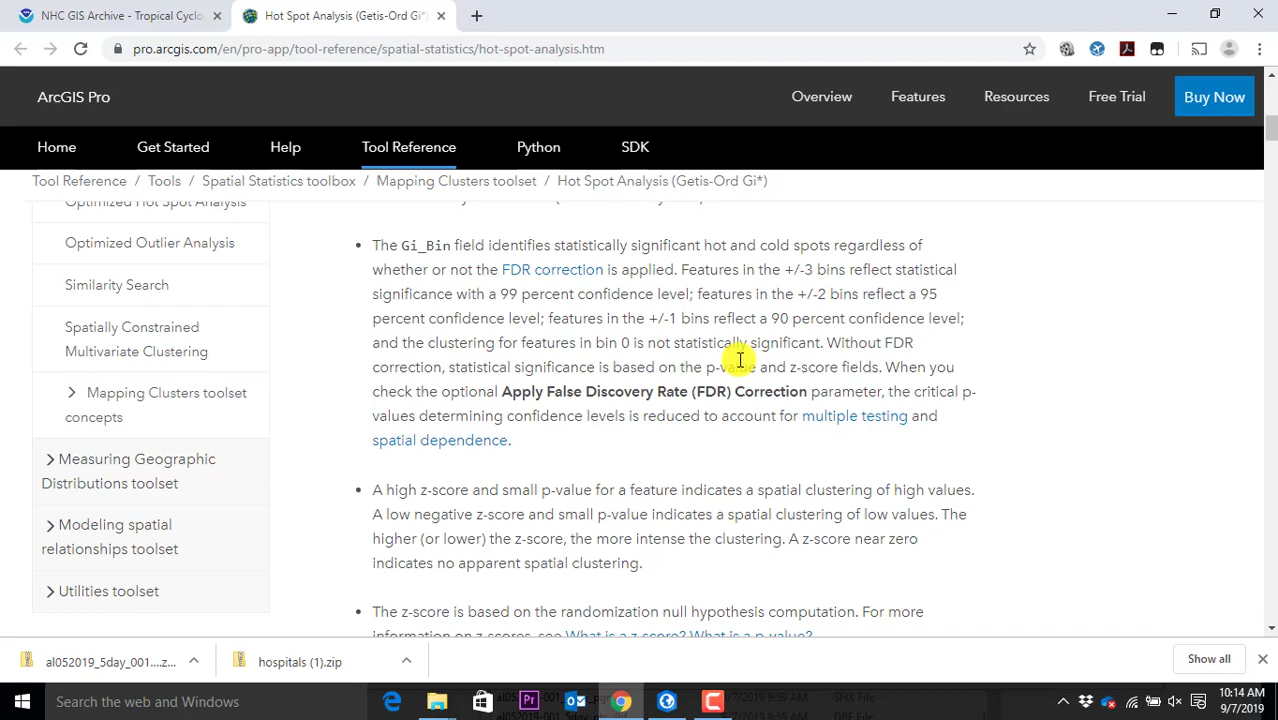 NHC GIS Archive - Tropical Cyclo
Hot Spot Analysis (Getis-Ord Gi*)
pro.arcgis.com/en/pro-app/tool-reference/spatial-statistics/hot-spot-analysis.htm
ArcGIS Pro
Overview
Features
Resources
Free Trial
Buy Now
Home
Get Started
Help
Tool Reference
Python
SDK
Tool Reference / Tools / Spatial Statistics toolbox / Mapping Clusters toolset / Hot Spot Analysis (Getis-Ord Gi*)
Optimized Hot Spot Analysis
Optimized Outlier Analysis
Similarity Search
Spatially Constrained
Multivariate Clustering
Mapping Clusters toolset
concepts
Measuring Geographic
Distributions toolset
Modeling spatial
relationships toolset
Utilities toolset
• The Gi_Bin field identifies statistically significant hot and cold spots regardless of
whether or not the FDR correction is applied. Features in the +/-3 bins reflect statistical
significance with a 99 percent confidence level; features in the +/-2 bins reflect a 95
percent confidence level; features in the +/-1 bins reflect a 90 percent confidence level;
and the clustering for features in bin 0 is not statistically significant. Without FDR
correction, statistical significance is based on the p-value and z-score fields. When you
check the optional Apply False Discovery Rate (FDR) Correction parameter, the critical p-
values determining confidence levels is reduced to account for multiple testing and
spatial dependence.
• A high z-score and small p-value for a feature indicates a spatial clustering of high values.
A low negative z-score and small p-value indicates a spatial clustering of low values. The
higher (or lower) the z-score, the more intense the clustering. A z-score near zero
indicates no apparent spatial clustering.
• The z-score is based on the randomization null hypothesis computation. For more
information on z-scores, see What is a z-score? What is a p-value?
al052019_5day_001....z...
hospitals (1).zip
Show all
Search the web and Windows
10:14 AM
9/7/2019